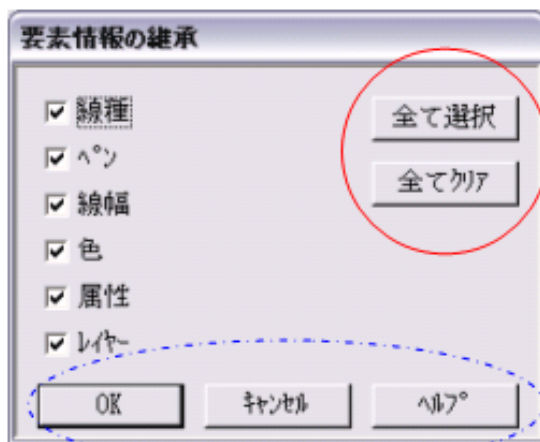 要素情報の継承
線種
ﾍﾟﾝ
線幅
色
属性
ﾚｲﾔｰ
全て選択
全てｸﾘｱ
OK
ｷｬﾝｾﾙ
ﾍﾙﾌﾟ